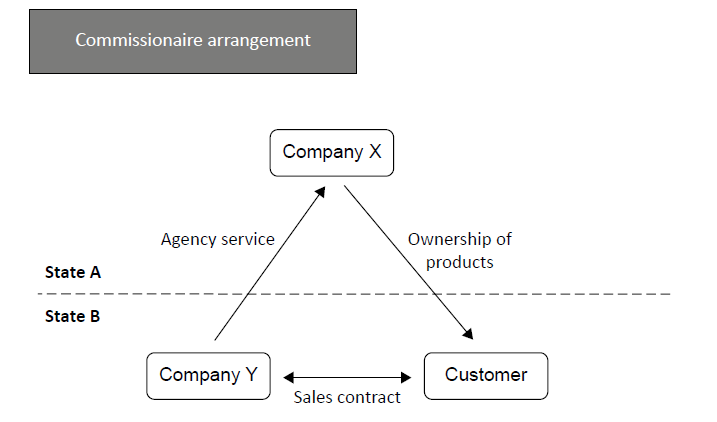 Commissionaire arrangement
Company X
Agency service
Ownership of
products
State A
State B
Company Y
Customer
Sales contract